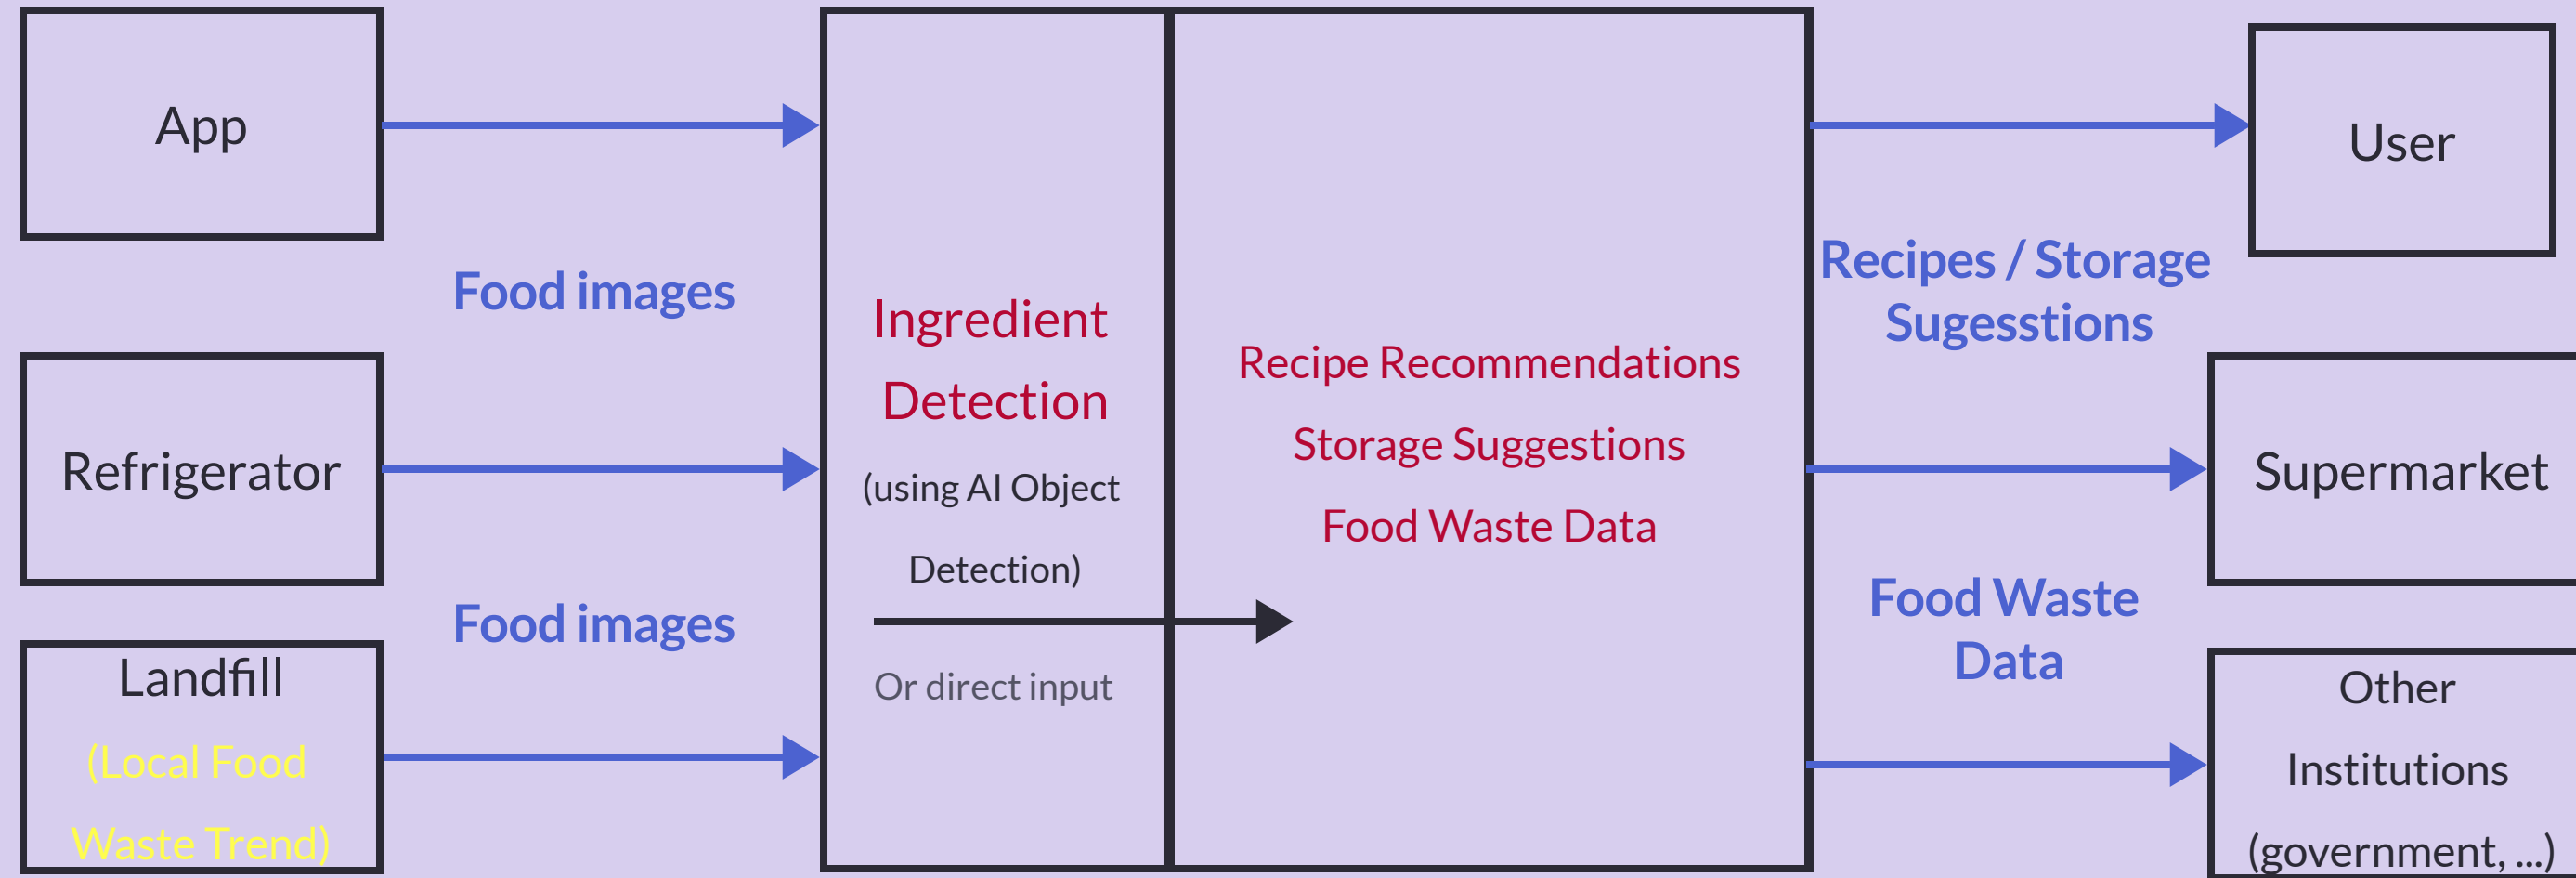 App
Food images
Refrigerator
Food images
Landfill
(Local Food
Waste Trend)
Ingredient
Detection
(using AI Object
Detection)
Or direct input
Recipe Recommendations
Storage Suggestions
Food Waste Data
User
Recipes / Storage
Sugesstions
Supermarket
Food Waste
Data
Other
Institutions
(government, ...)